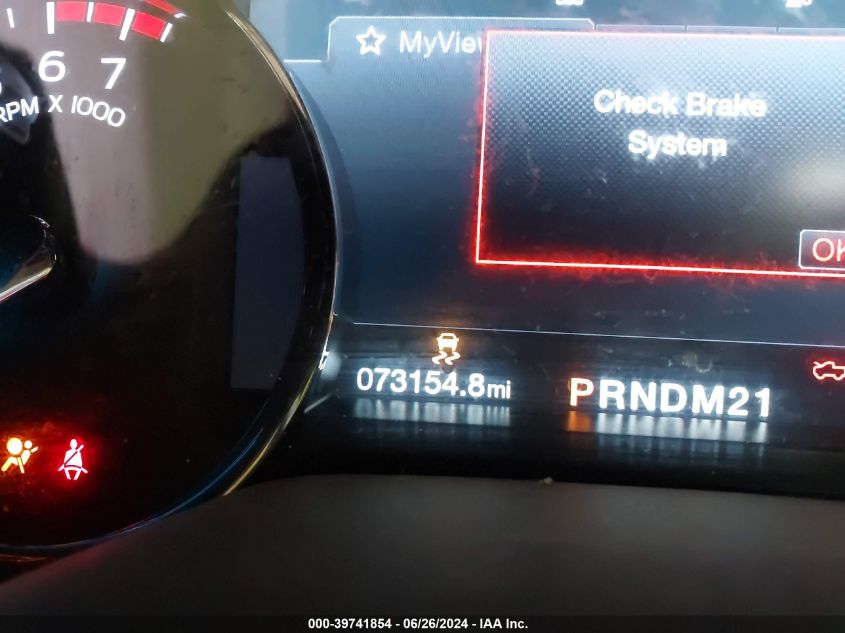 6 7
RPM X 1000
MyView
Check Brake
System
OK
073154.8mi
PRNDM21
000-39741854 - 06/26/2024 - IAA Inc.